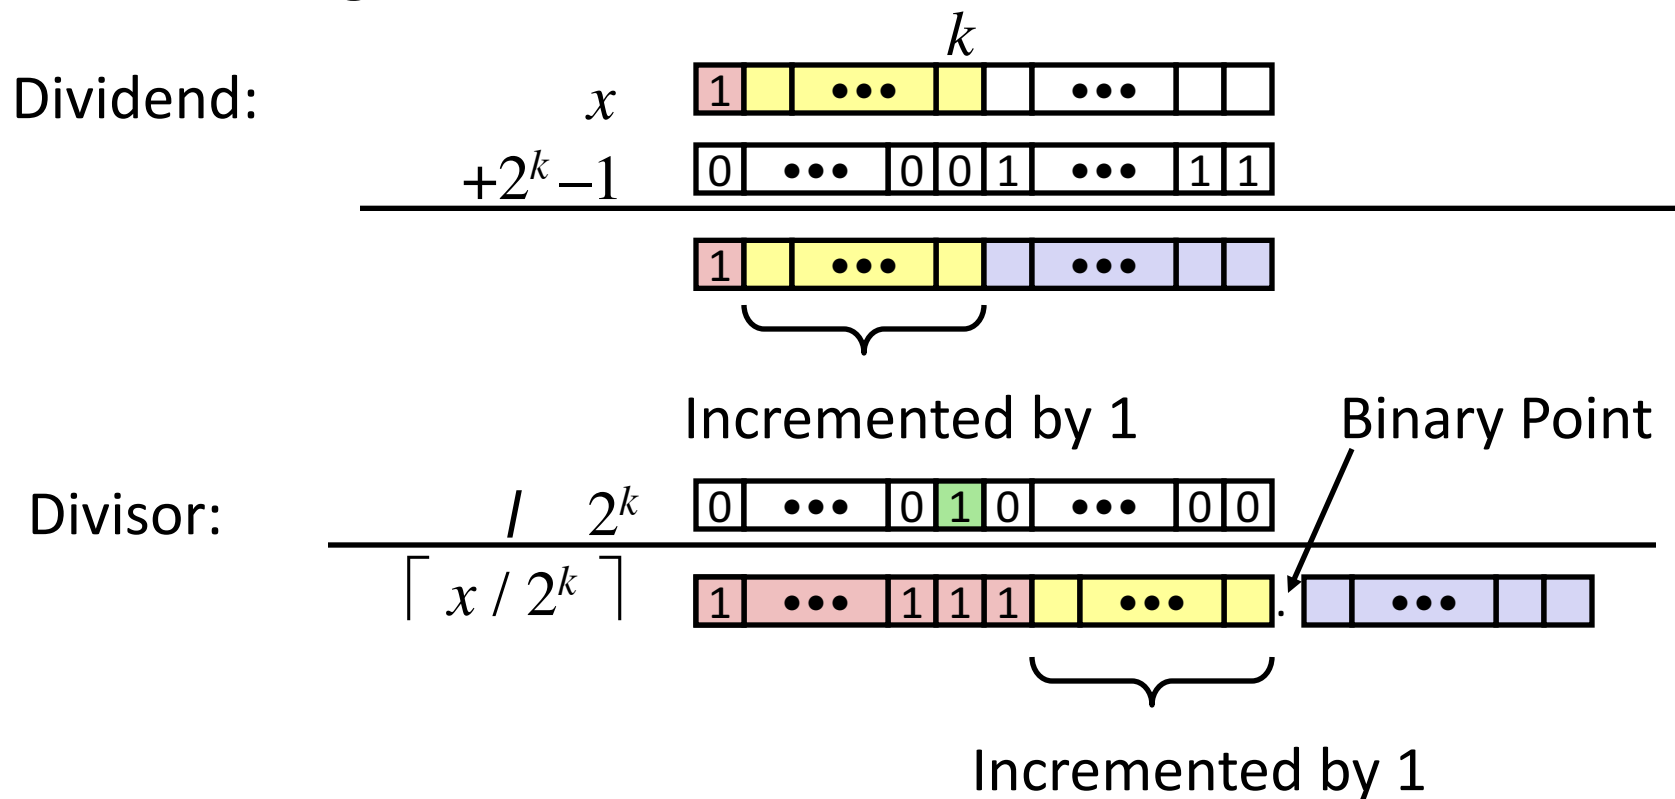 k
Dividend: x 1 ••• •••
+2^k –1 0 ••• 0 0 1 ••• 1 1
1 ••• •••
Incremented by 1 Binary Point
Divisor: / 2^k 0 ••• 0 1 0 ••• 0 0
⌈ x / 2^k ⌉ 1 ••• 1 1 1 ••• . •••
Incremented by 1